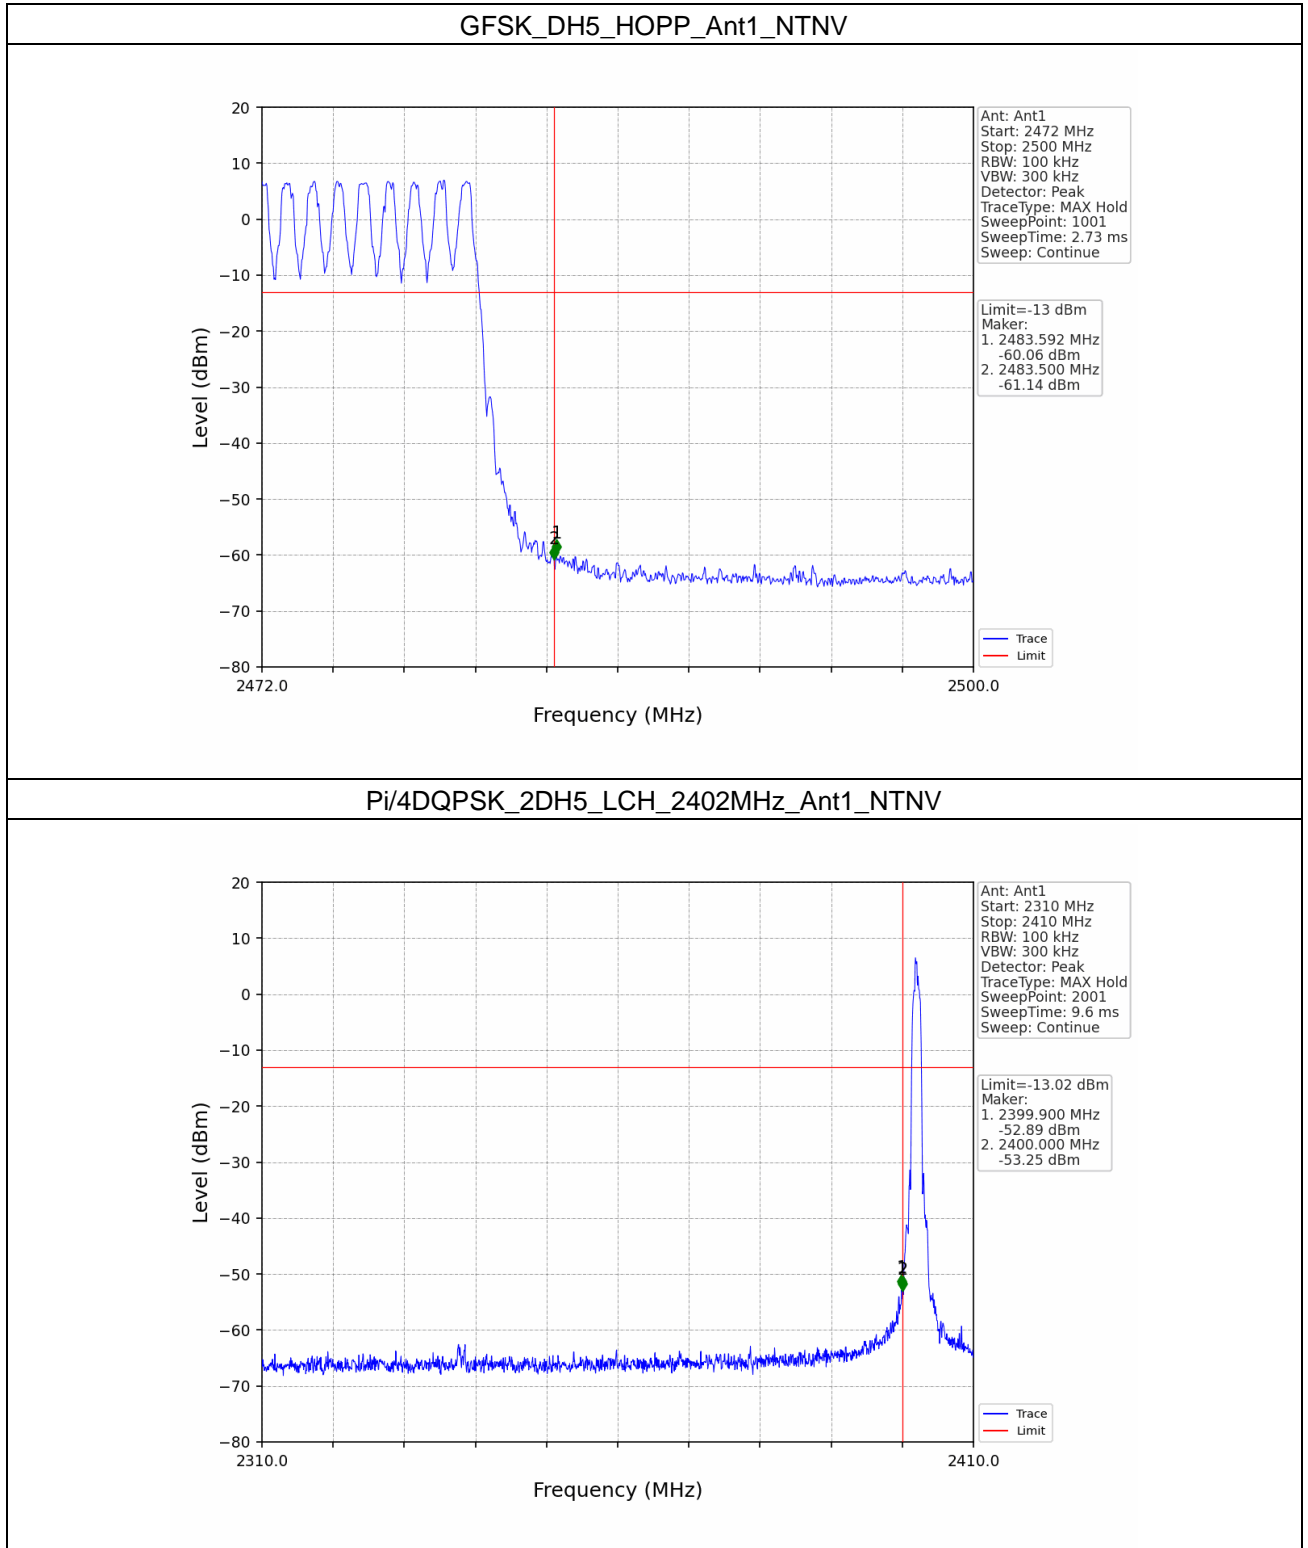 GFSK_DH5_HOPP_Ant1_NTNV
20
10
0
−10
−20
−30
−40
−50
−60
−70
−80
Level (dBm)
2472.0
2500.0
Frequency (MHz)
1
2
Ant: Ant1
Start: 2472 MHz
Stop: 2500 MHz
RBW: 100 kHz
VBW: 300 kHz
Detector: Peak
TraceType: MAX Hold
SweepPoint: 1001
SweepTime: 2.73 ms
Sweep: Continue
Limit=-13 dBm
Maker:
1. 2483.592 MHz
-60.06 dBm
2. 2483.500 MHz
-61.14 dBm
Trace
Limit
Pi/4DQPSK_2DH5_LCH_2402MHz_Ant1_NTNV
20
10
0
−10
−20
−30
−40
−50
−60
−70
−80
Level (dBm)
2310.0
2410.0
Frequency (MHz)
2
Ant: Ant1
Start: 2310 MHz
Stop: 2410 MHz
RBW: 100 kHz
VBW: 300 kHz
Detector: Peak
TraceType: MAX Hold
SweepPoint: 2001
SweepTime: 9.6 ms
Sweep: Continue
Limit=-13.02 dBm
Maker:
1. 2399.900 MHz
-52.89 dBm
2. 2400.000 MHz
-53.25 dBm
Trace
Limit